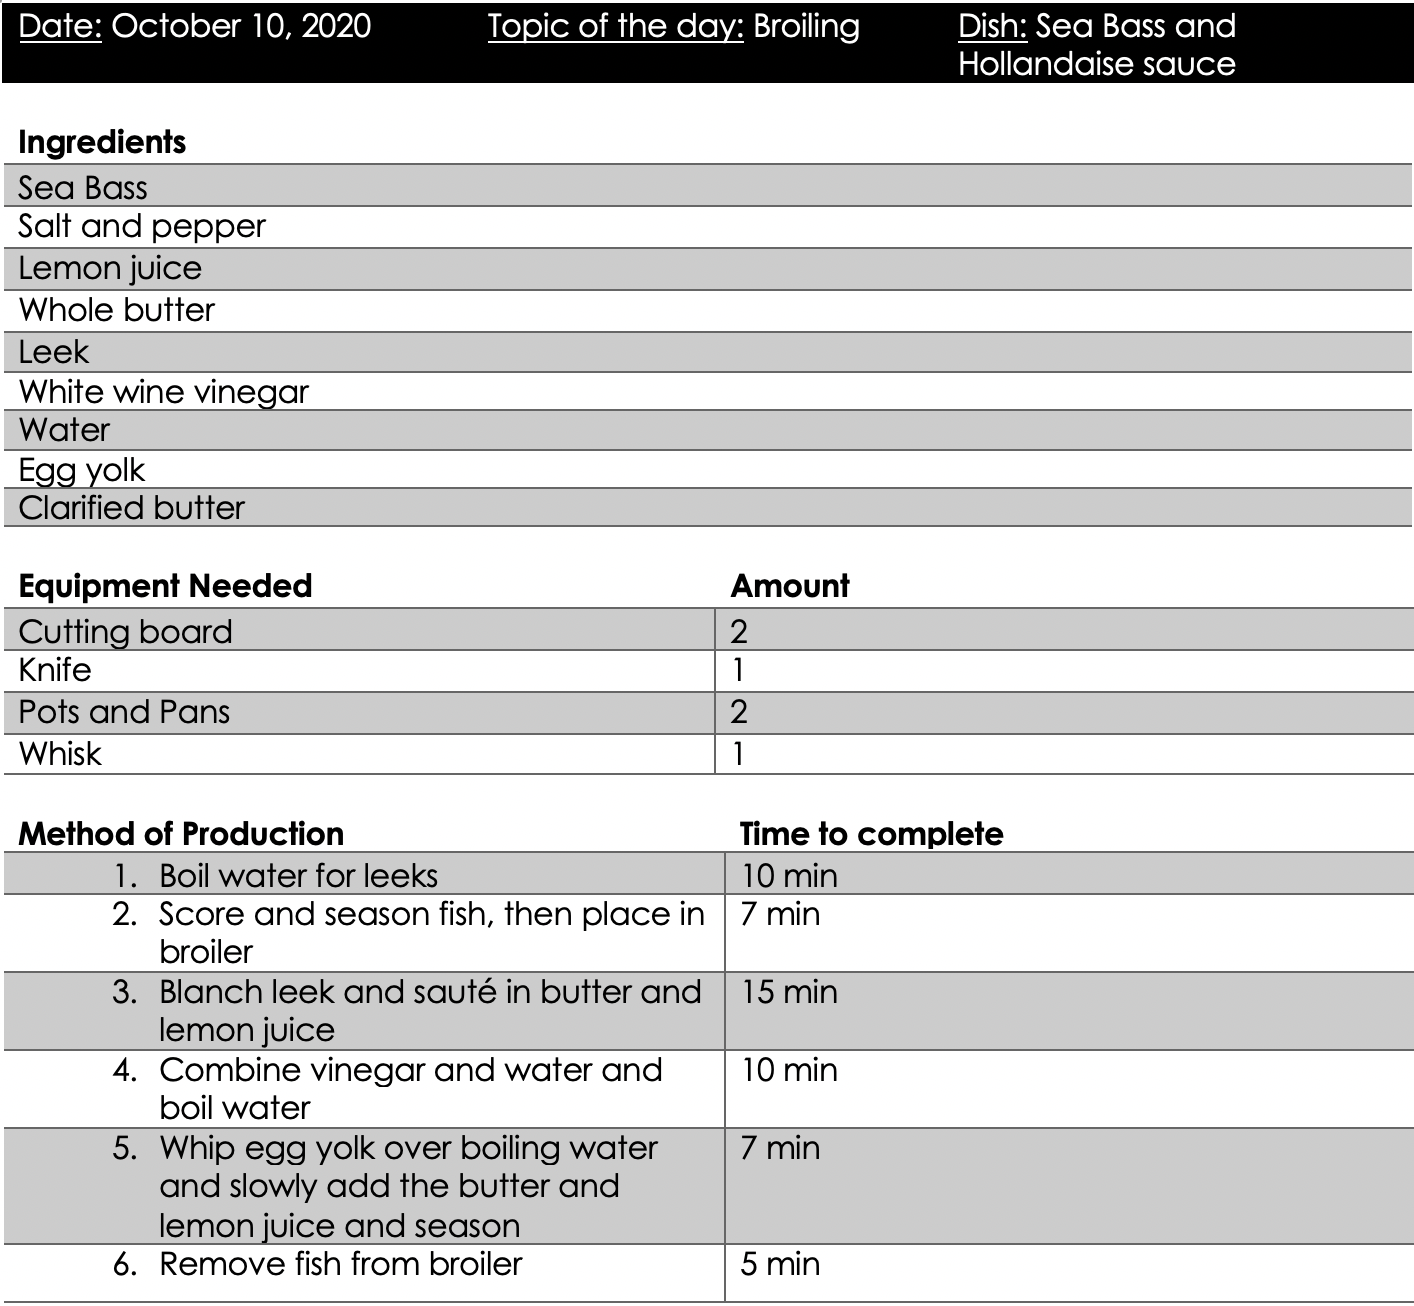 Date: October 10, 2020 Topic of the day: Broiling Dish: Sea Bass and
Hollandaise sauce
Ingredients
Sea Bass
Salt and pepper
Lemon juice
Whole butter
Leek
White wine vinegar
Water
Egg yolk
Clarified butter
Equipment Needed Amount
Cutting board 2
Knife 1
Pots and Pans 2
Whisk 1
Method of Production Time to complete
1. Boil water for leeks 10 min
2. Score and season fish, then place in 7 min
broiler
3. Blanch leek and sauté in butter and 15 min
lemon juice
4. Combine vinegar and water and 10 min
boil water
5. Whip egg yolk over boiling water 7 min
and slowly add the butter and
lemon juice and season
6. Remove fish from broiler 5 min